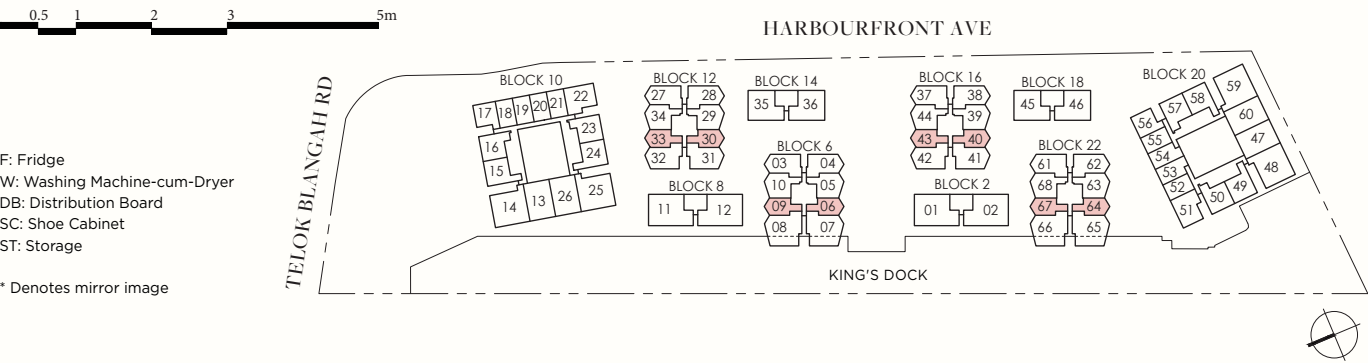 0.5 1 2 3 5m
HARBOURFRONT AVE
TELOK BLANGAH RD
F: Fridge
W: Washing Machine-cum-Dryer
DB: Distribution Board
SC: Shoe Cabinet
ST: Storage
* Denotes mirror image
BLOCK 10
17 18 19 20 21 22
16 23
15 24
14 13 26 25
BLOCK 12
27 28
34 29
33 30
32 31
BLOCK 14
35 36
BLOCK 6
03 04
10 05
09 06
08 07
BLOCK 8
11 12
BLOCK 16
37 38
44 39
43 40
42 41
BLOCK 18
45 46
BLOCK 2
01 02
BLOCK 22
61 62
68 63
67 64
66 65
BLOCK 20
59
58
57
60
56
55
47
54
53
48
52
49
50
51
KING'S DOCK